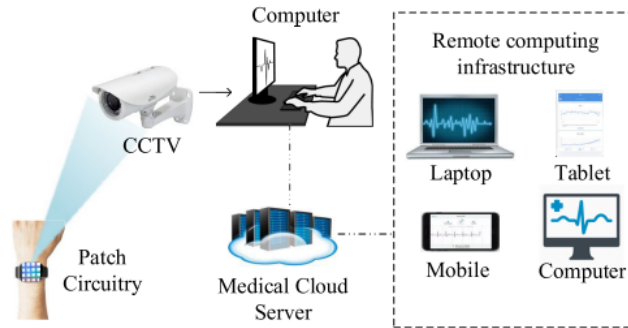 Computer
Remote computing
infrastructure
CCTV
Laptop
Tablet
Patch
Circuitry
Medical Cloud
Server
Mobile
Computer